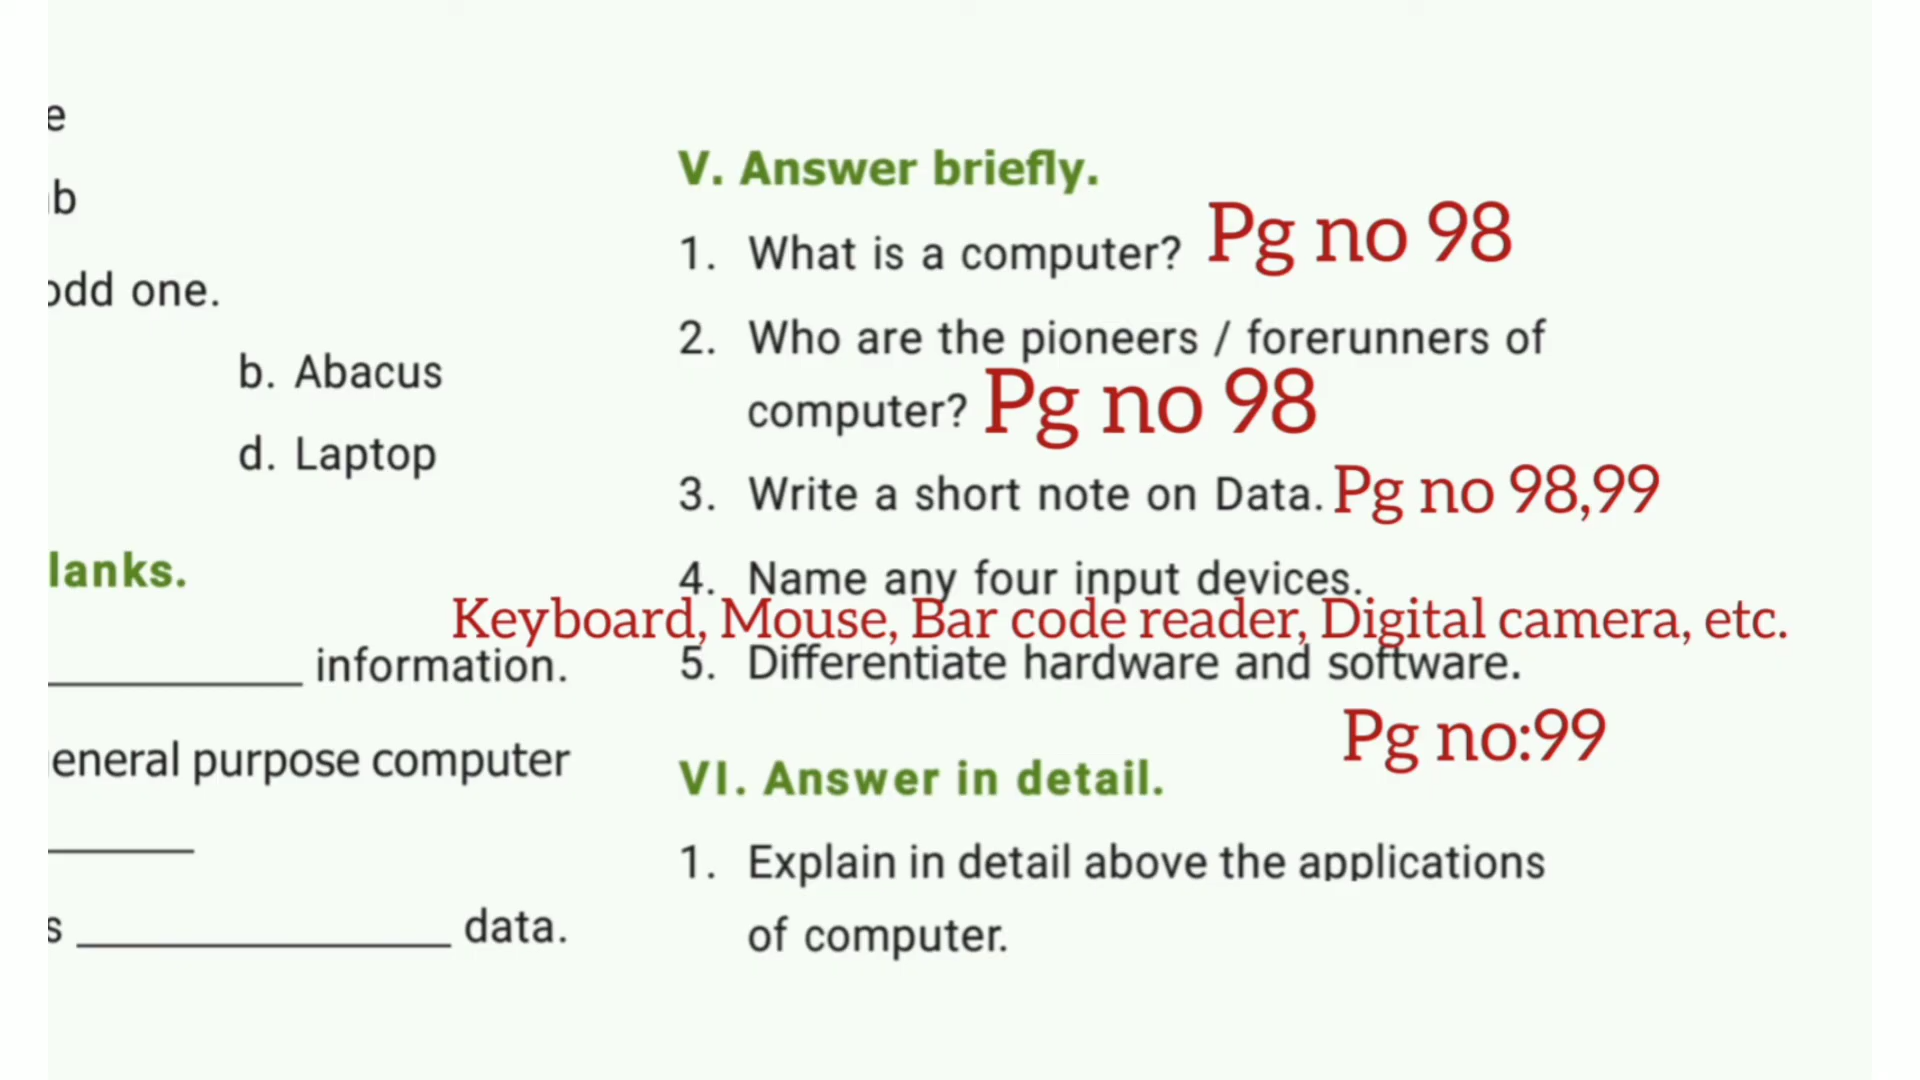 e
b
odd one.
b. Abacus
d. Laptop
lanks.
information.
eneral purpose computer
s data.
V. Answer briefly.
1. What is a computer? Pg no 98
2. Who are the pioneers / forerunners of
computer? Pg no 98
3. Write a short note on Data. Pg no 98,99
4. Name any four input devices.
Keyboard, Mouse, Bar code reader, Digital camera, etc.
5. Differentiate hardware and software.
Pg no:99
VI. Answer in detail.
1. Explain in detail above the applications
of computer.